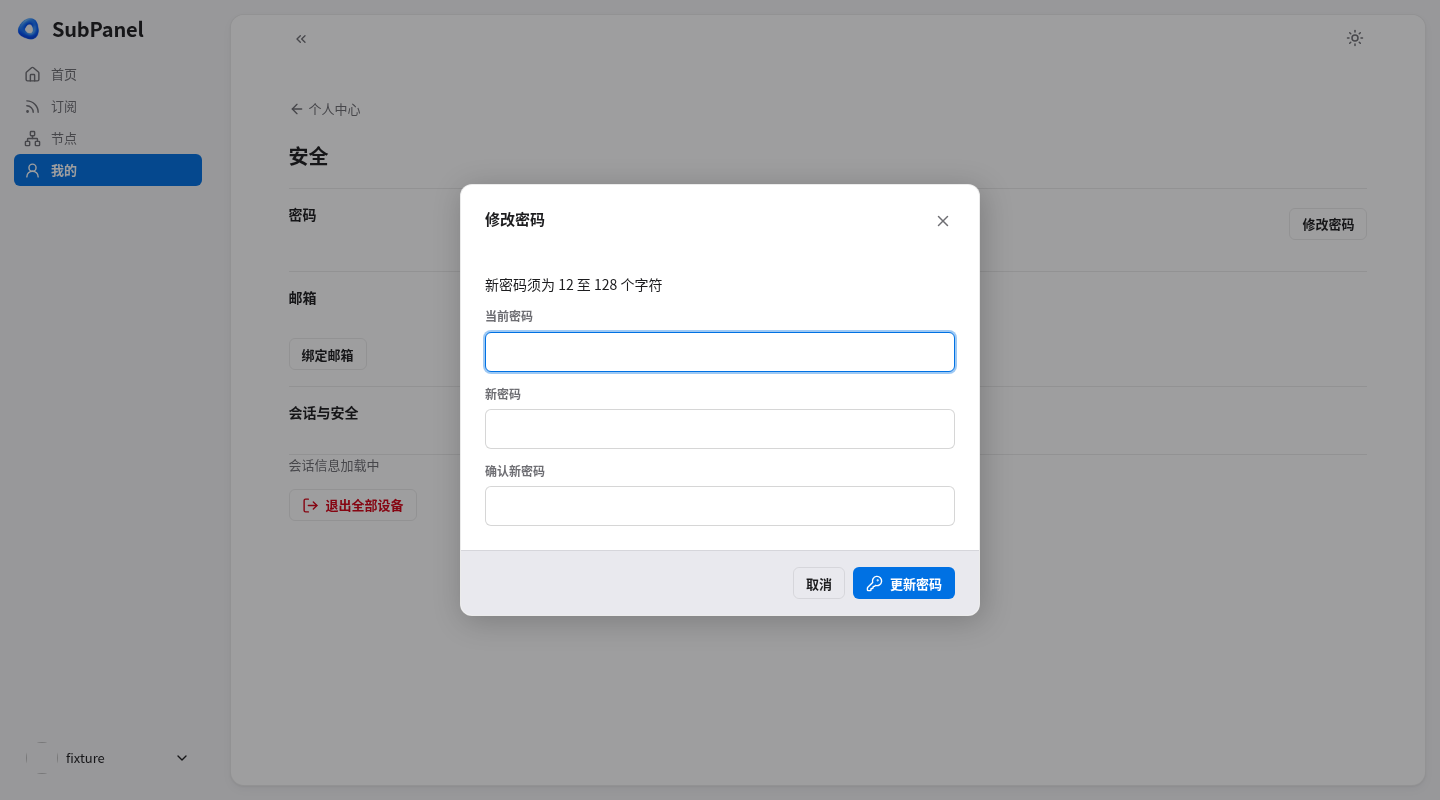 SubPanel
首页
订阅
节点
我的
fixture
个人中心
安全
密码
修改密码
邮箱
绑定邮箱
会话与安全
会话信息加载中
退出全部设备
修改密码
新密码须为 12 至 128 个字符
当前密码
新密码
确认新密码
取消
更新密码